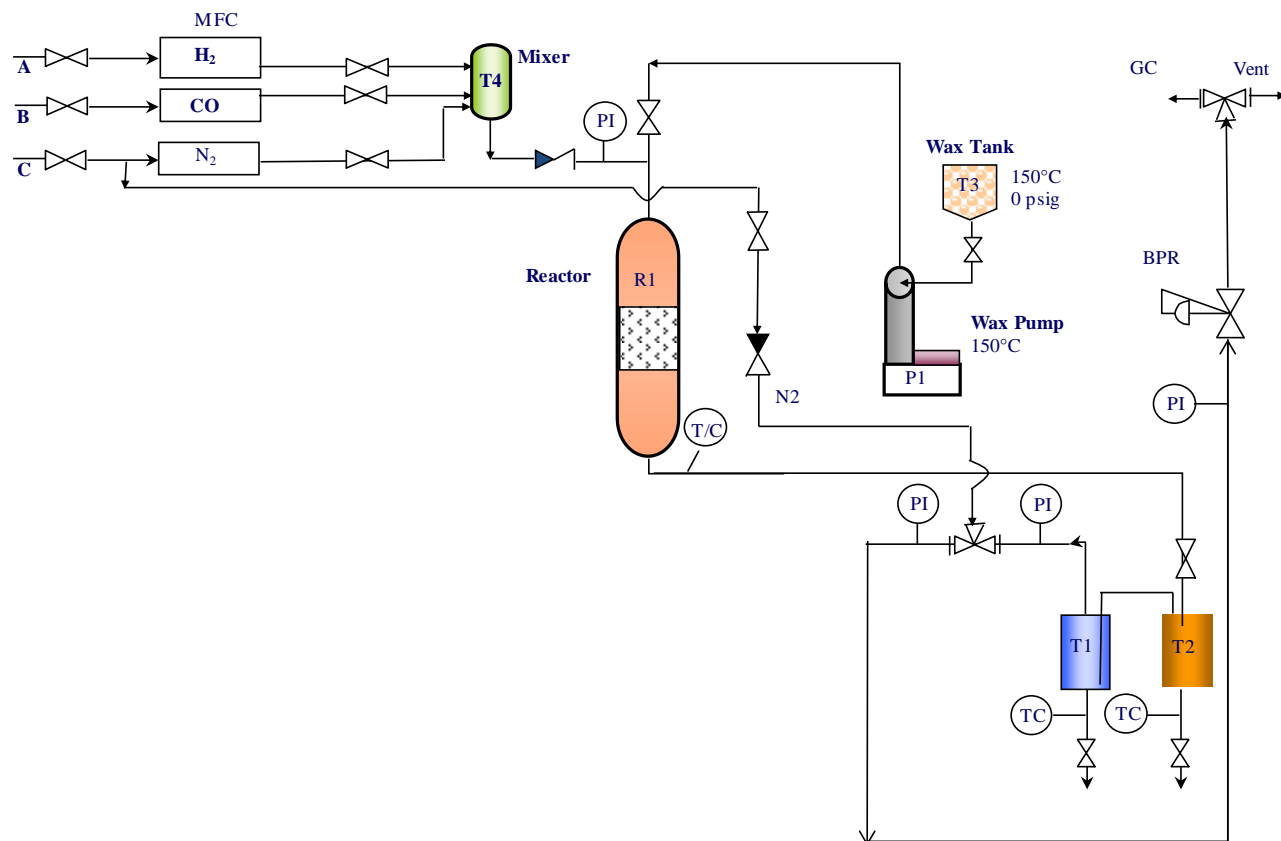 MFC
A
H₂
Mixer
T4
B
CO
C
N₂
PI
GC
Vent
Wax Tank
T3
150°C
0 psig
BPR
Reactor
R1
Wax Pump
150°C
P1
N2
PI
T/C
PI
PI
T1
T2
TC
TC